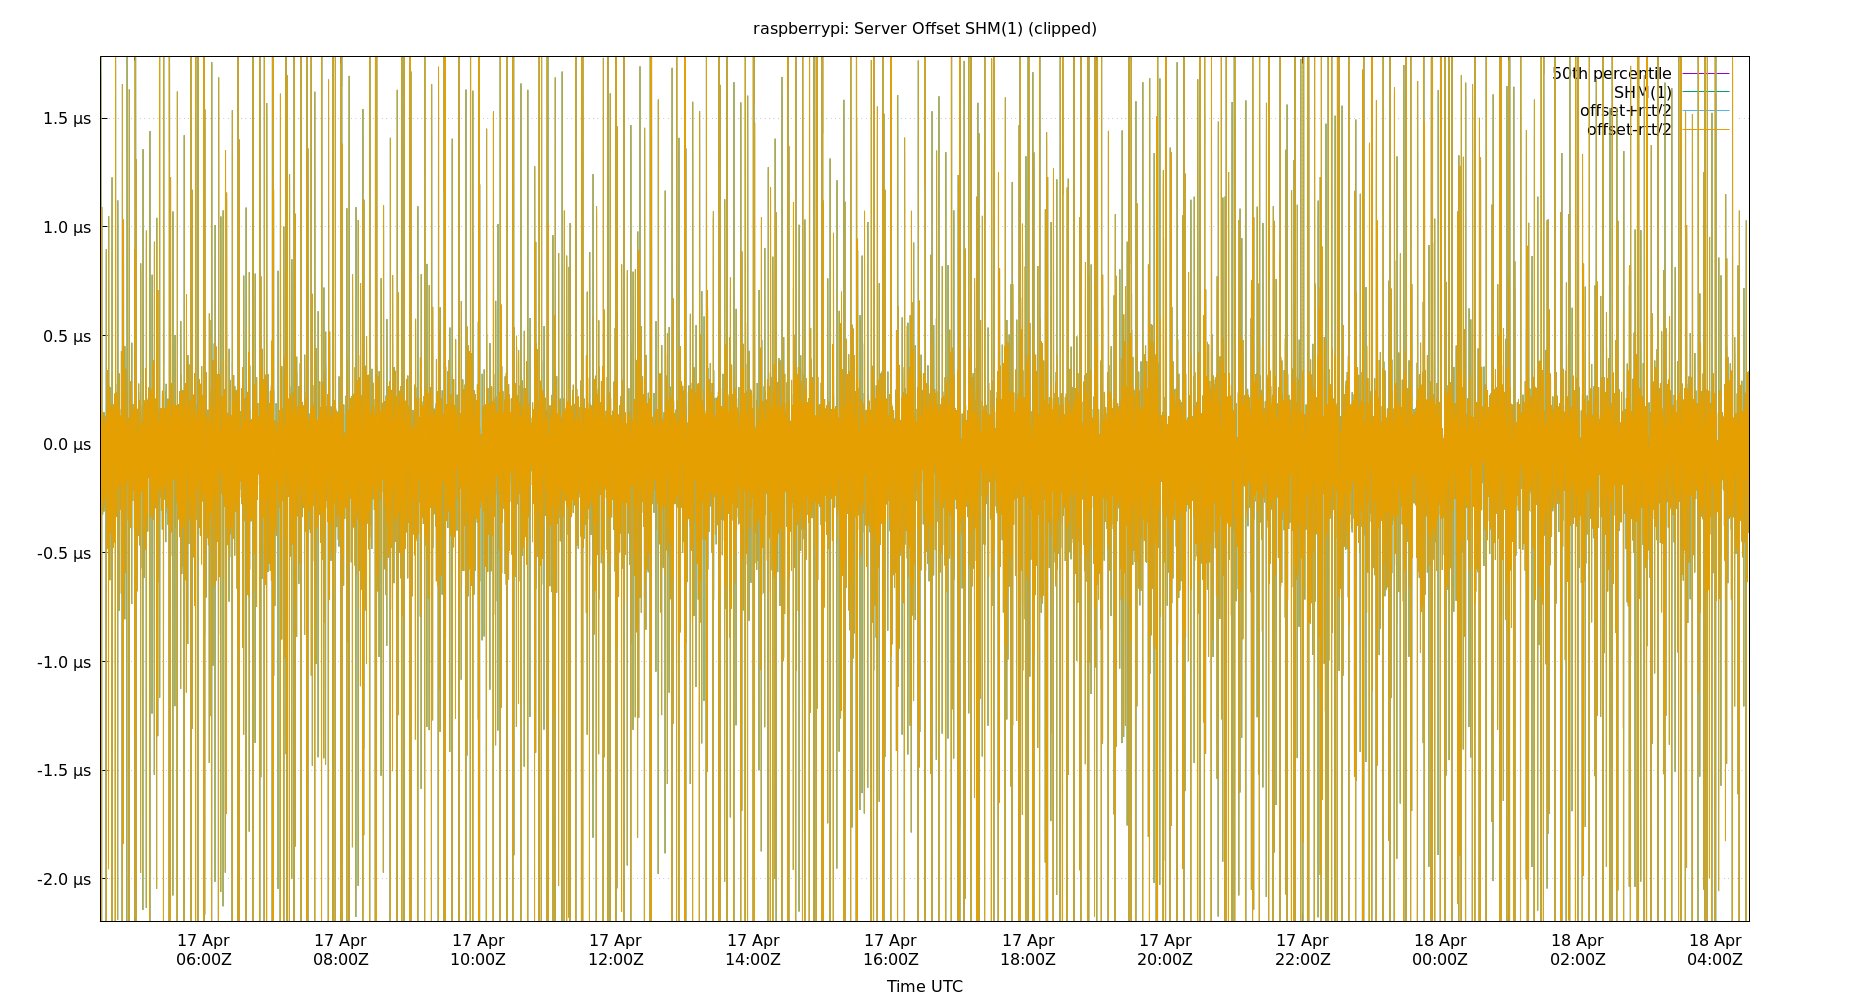 raspberrypi: Server Offset SHM(1) (clipped)
50th percentile
SHM(1)
offset+rtt/2
offset-rtt/2
1.5 µs
1.0 µs
0.5 µs
0.0 µs
-0.5 µs
-1.0 µs
-1.5 µs
-2.0 µs
17 Apr 17 Apr 17 Apr 17 Apr 17 Apr 17 Apr 17 Apr 17 Apr 17 Apr 18 Apr 18 Apr 18 Apr
06:00Z 08:00Z 10:00Z 12:00Z 14:00Z 16:00Z 18:00Z 20:00Z 22:00Z 00:00Z 02:00Z 04:00Z
Time UTC